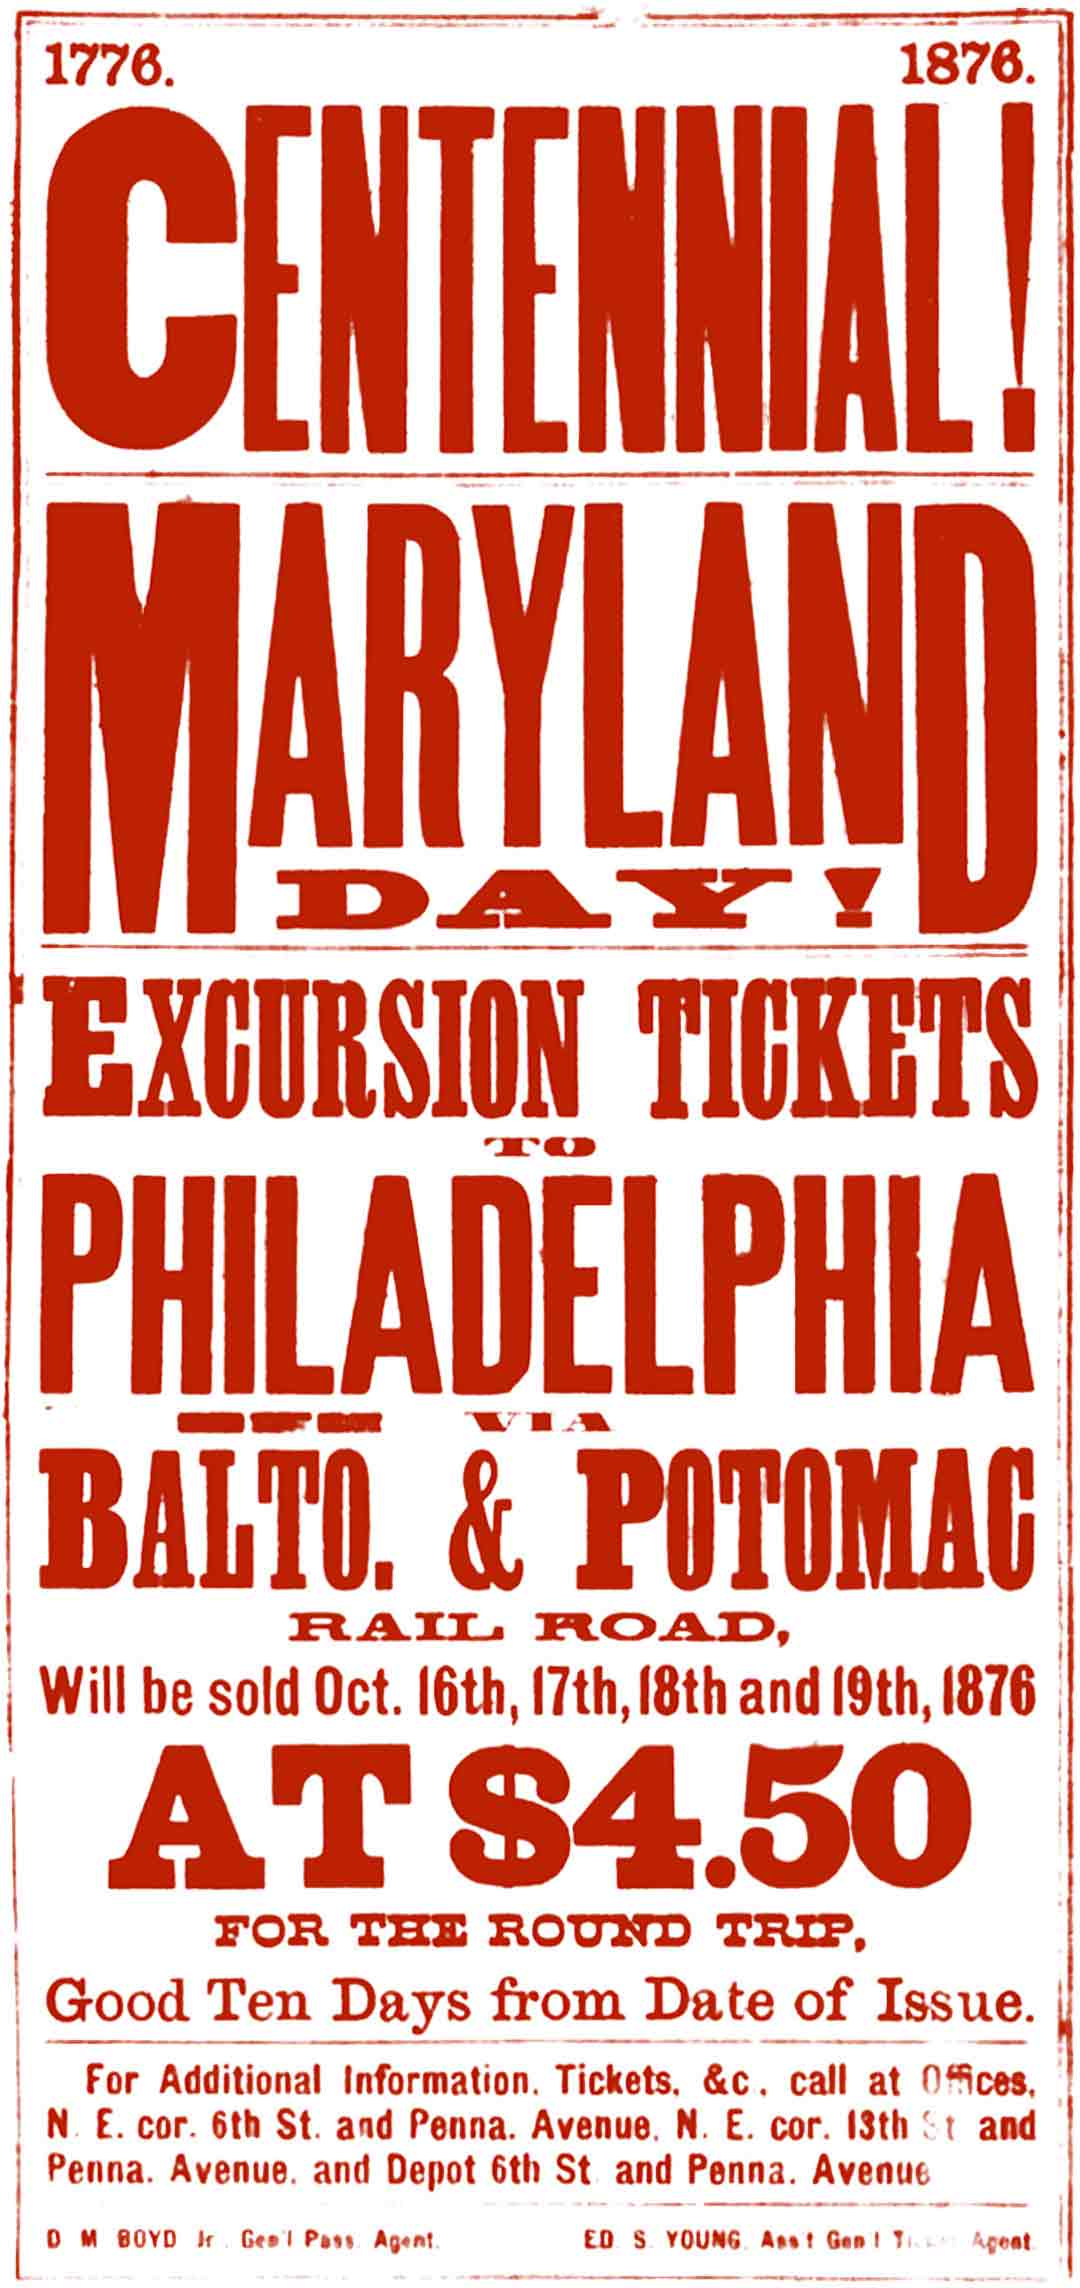 1776. 1876.
CENTENNIAL!
MARYLAND
DAY!
EXCURSION TICKETS
TO
PHILADELPHIA
VIA
BALTO. & POTOMAC
RAIL ROAD,
Will be sold Oct. 16th, 17th, 18th and 19th, 1876
AT $4.50
FOR THE ROUND TRIP,
Good Ten Days from Date of Issue.
For Additional Information. Tickets. &c., call at Offices,
N. E. cor. 6th St. and Penna. Avenue. N. E. cor. 13th St and
Penna. Avenue. and Depot 6th St and Penna. Avenue
D M BOYD Jr. Gen'l Pass Agent. ED. S. YOUNG. Ass't Gen'l Ticket Agent